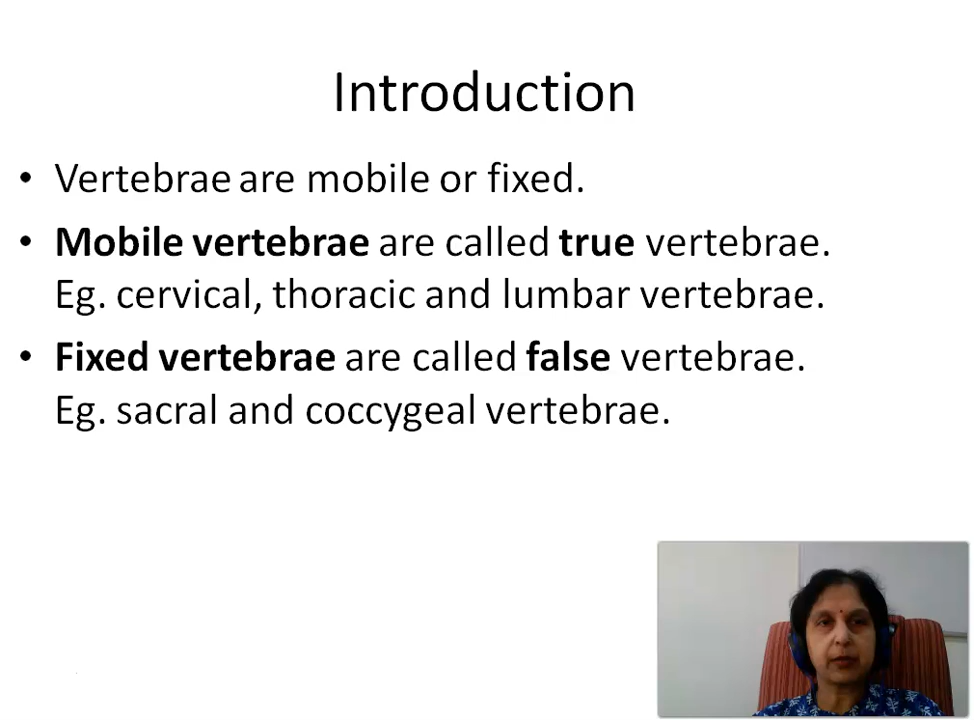 Introduction
• Vertebrae are mobile or fixed.
• Mobile vertebrae are called true vertebrae.
Eg. cervical, thoracic and lumbar vertebrae.
• Fixed vertebrae are called false vertebrae.
Eg. sacral and coccygeal vertebrae.